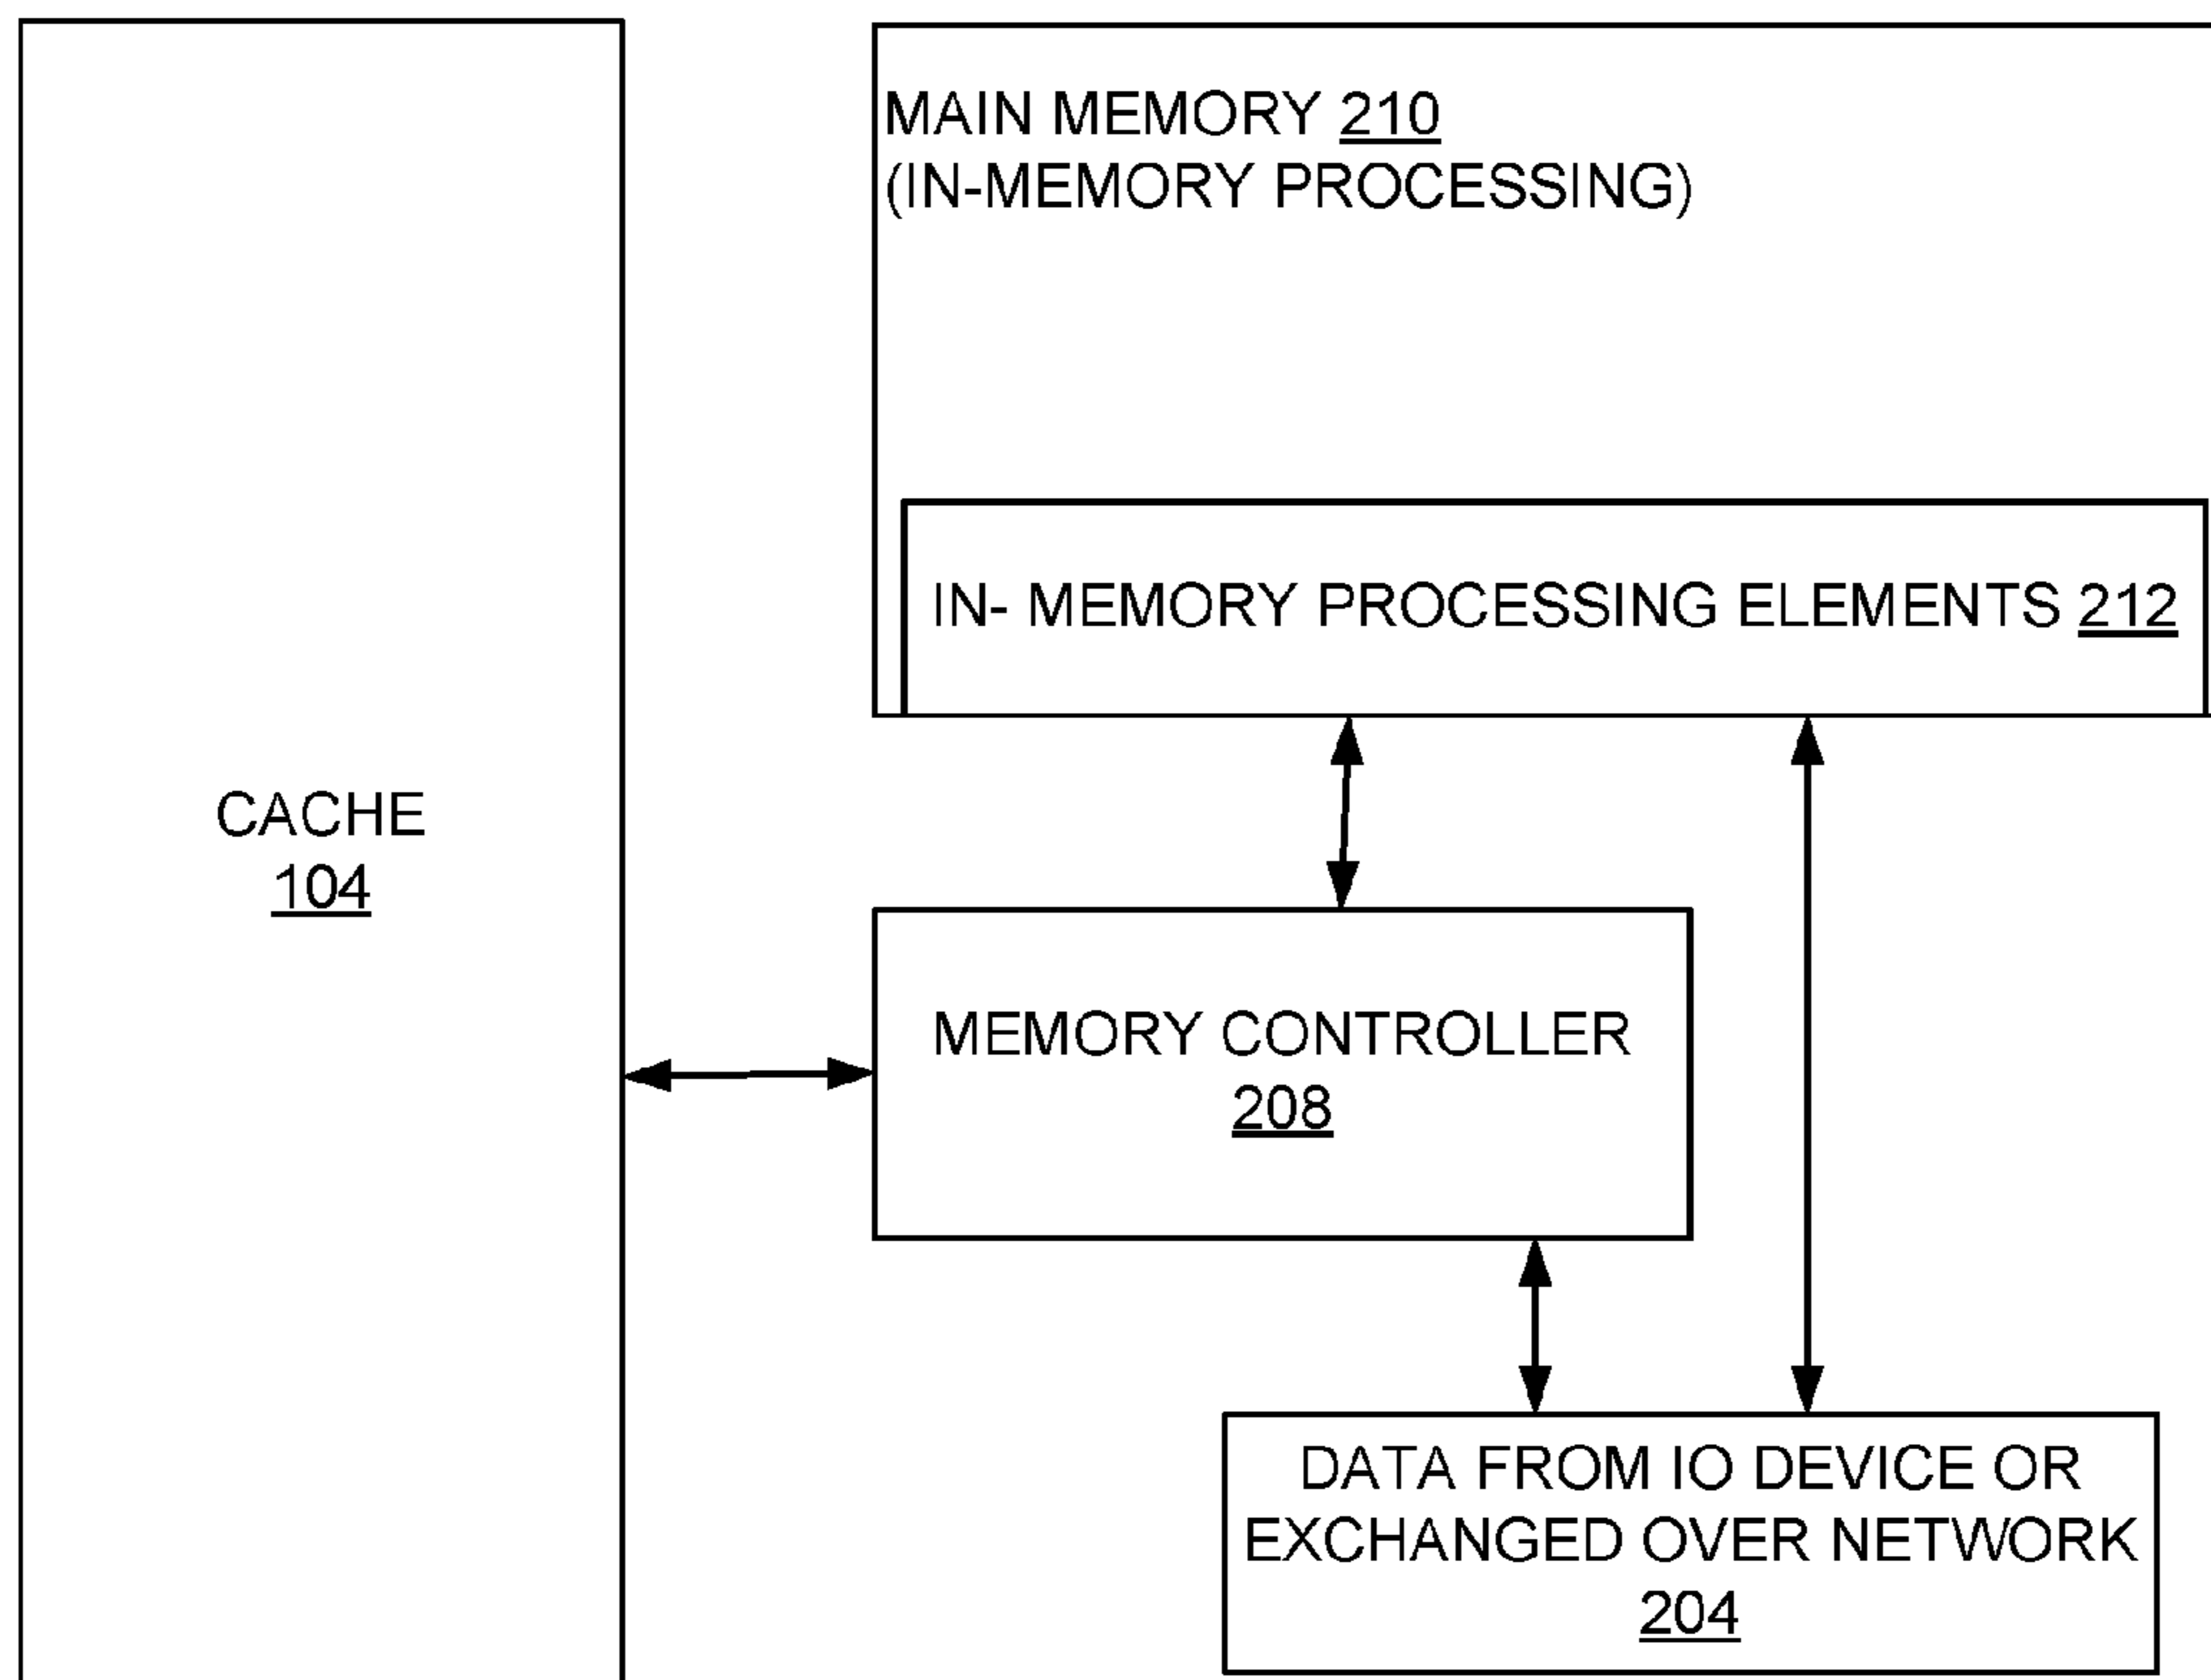 MAIN MEMORY 210
(IN-MEMORY PROCESSING)
IN- MEMORY PROCESSING ELEMENTS 212
CACHE
104
MEMORY CONTROLLER
208
DATA FROM IO DEVICE OR
EXCHANGED OVER NETWORK
204